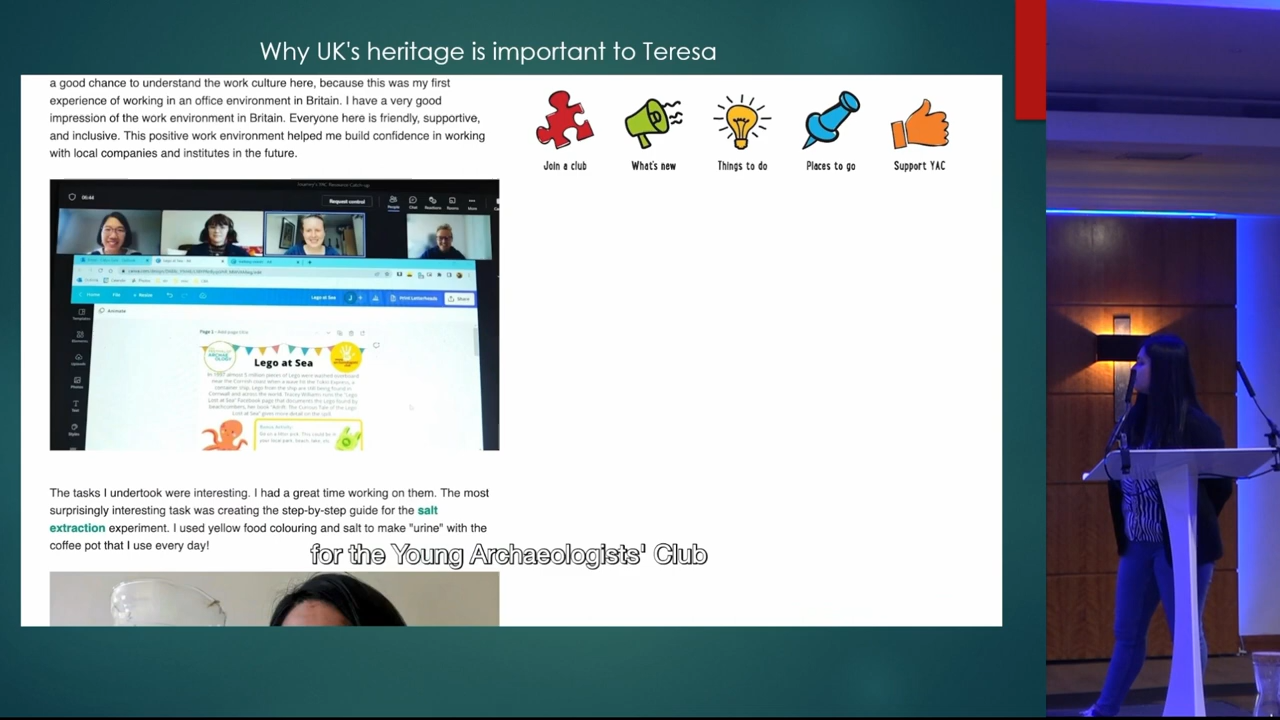 Why UK's heritage is important to Teresa
a good chance to understand the work culture here, because this was my first
experience of working in an office environment in Britain. I have a very good
impression of the work environment in Britain. Everyone here is friendly, supportive,
and inclusive. This positive work environment helped me build confidence in working
with local companies and institutes in the future.
Join a club
What's new
Things to do
Places to go
Support YAC
Request control
Lego at Sea
Share
Animate
Lego at Sea
The tasks I undertook were interesting. I had a great time working on them. The most
surprisingly interesting task was creating the step-by-step guide for the salt
extraction experiment. I used yellow food colouring and salt to make "urine" with the
coffee pot that I use every day!
for the Young Archaeologists' Club